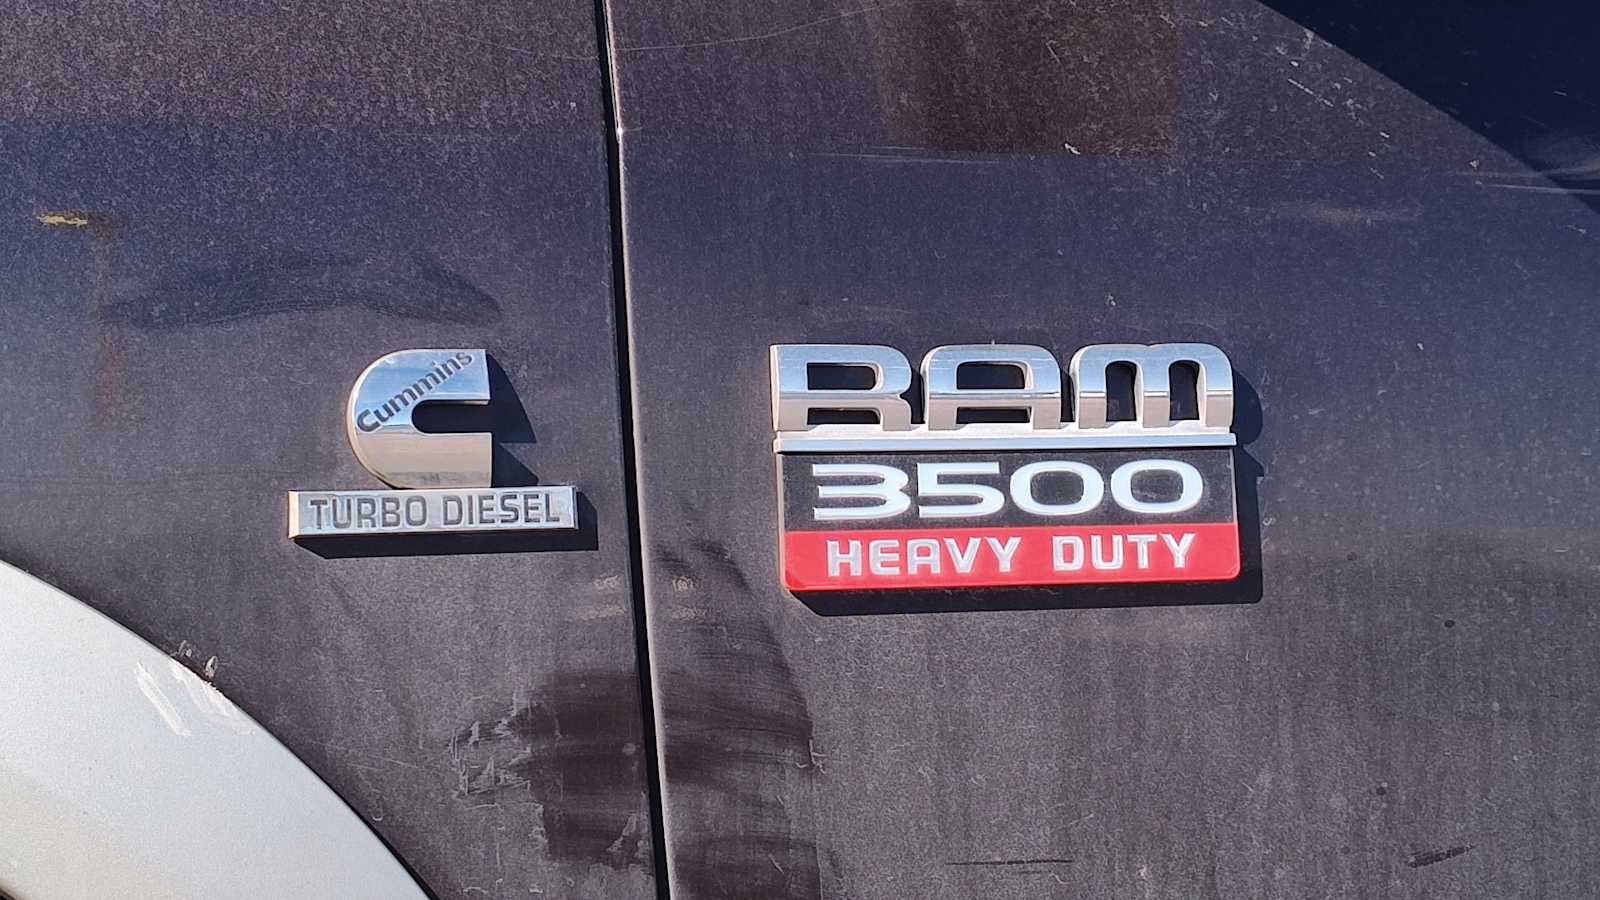 Cummins
TURBO DIESEL
RAM
3500
HEAVY DUTY